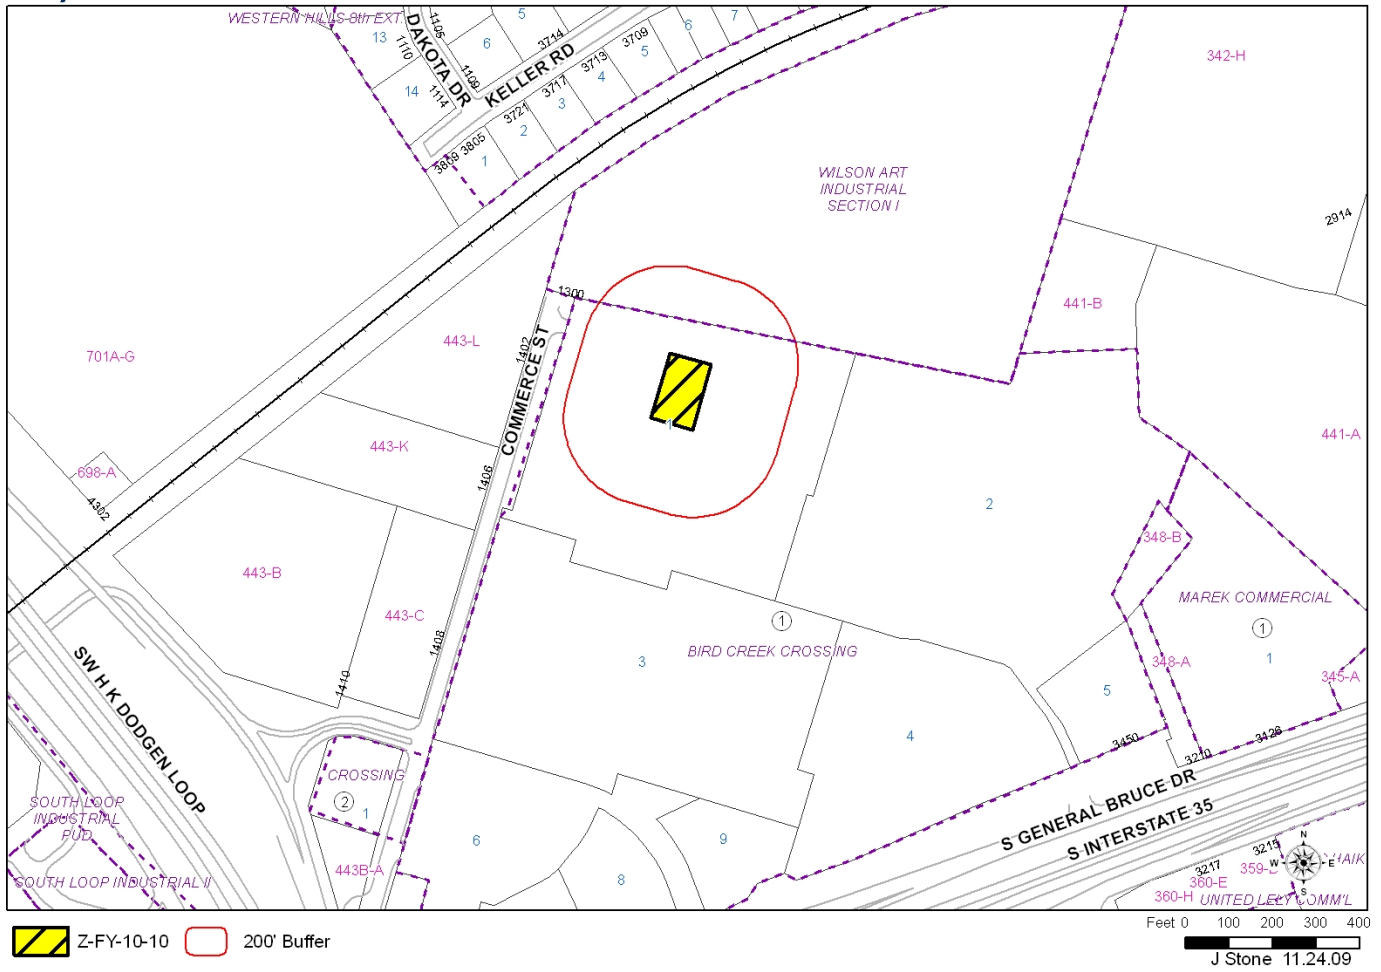 WESTERN HILLS 8th EXT.
13
1110
14
1114
DAKOTA DR
1105
1109
5
6
3714
KELLER RD
3709
3713
3717
3721
3805
3809
7
6
5
4
3
2
1
342-H
2914
WILSON ART
INDUSTRIAL
SECTION I
441-B
441-A
701A-G
698-A
4302
443-L
443-K
443-B
443-C
1300
1402
COMMERCE ST
1406
1408
1410
1
2
348-B
MAREK COMMERCIAL
1
1
348-A
345-A
1
BIRD CREEK CROSSING
3
5
4
3450
3210
3126
S GENERAL BRUCE DR
S INTERSTATE 35
SW H K DODGEN LOOP
CROSSING
2
1
443B-A
6
8
9
SOUTH LOOP
INDUSTRIAL
PUD
SOUTH LOOP INDUSTRIAL II
3217
3215
360-E
360-H
UNITED LELY COMM'L
N
W
E
S
Z-FY-10-10
200' Buffer
Feet 0 100 200 300 400
J Stone 11.24.09